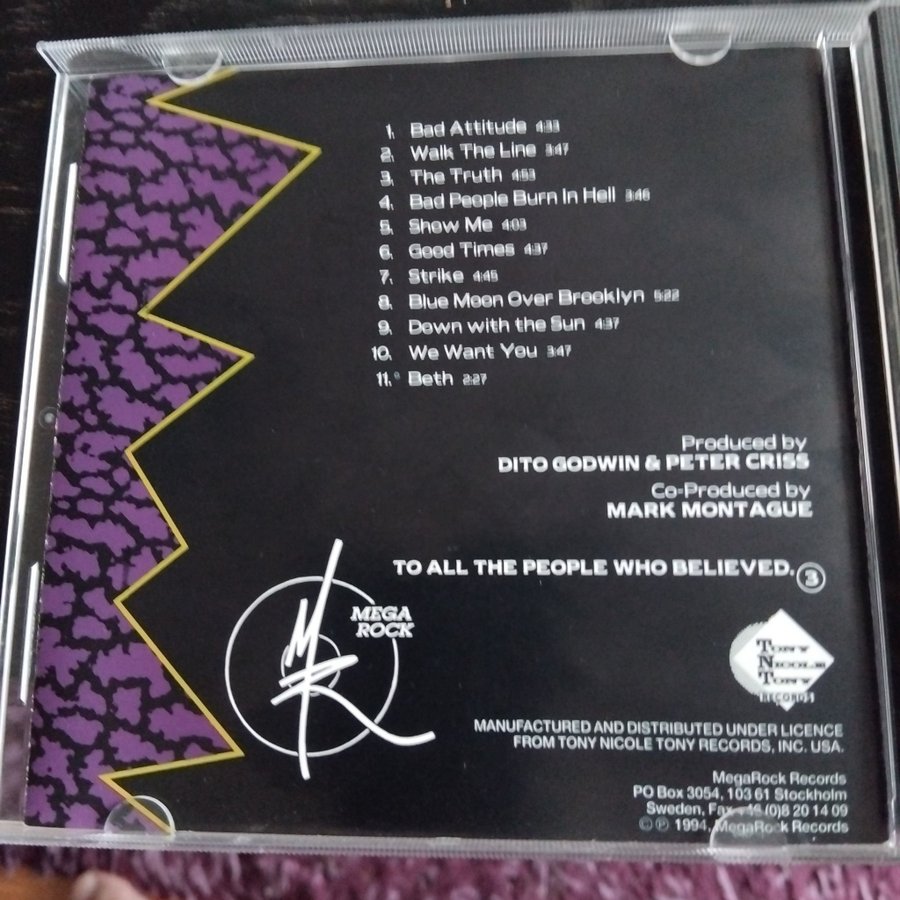 1. Bad Attitude 4:33
2. Walk The Line 3:47
3. The Truth 4:53
4. Bad People Burn In Hell 3:46
5. Show Me 4:03
6. Good Times 4:37
7. Strike 4:45
8. Blue Moon Over Brooklyn 5:22
9. Down with the Sun 4:37
10. We Want You 3:47
11.* Beth 2:27
Produced by
DITO GODWIN & PETER CRISS
Co-Produced by
MARK MONTAGUE
TO ALL THE PEOPLE WHO BELIEVED. 3
MR
MEGA
ROCK
TONY
NICOLE
TONY
RECORDS
MANUFACTURED AND DISTRIBUTED UNDER LICENCE
FROM TONY NICOLE TONY RECORDS, INC. USA.
MegaRock Records
PO Box 3054, 103 61 Stockholm
Sweden, Fax +46 (0)8 20 14 09
© ℗ 1994, MegaRock Records